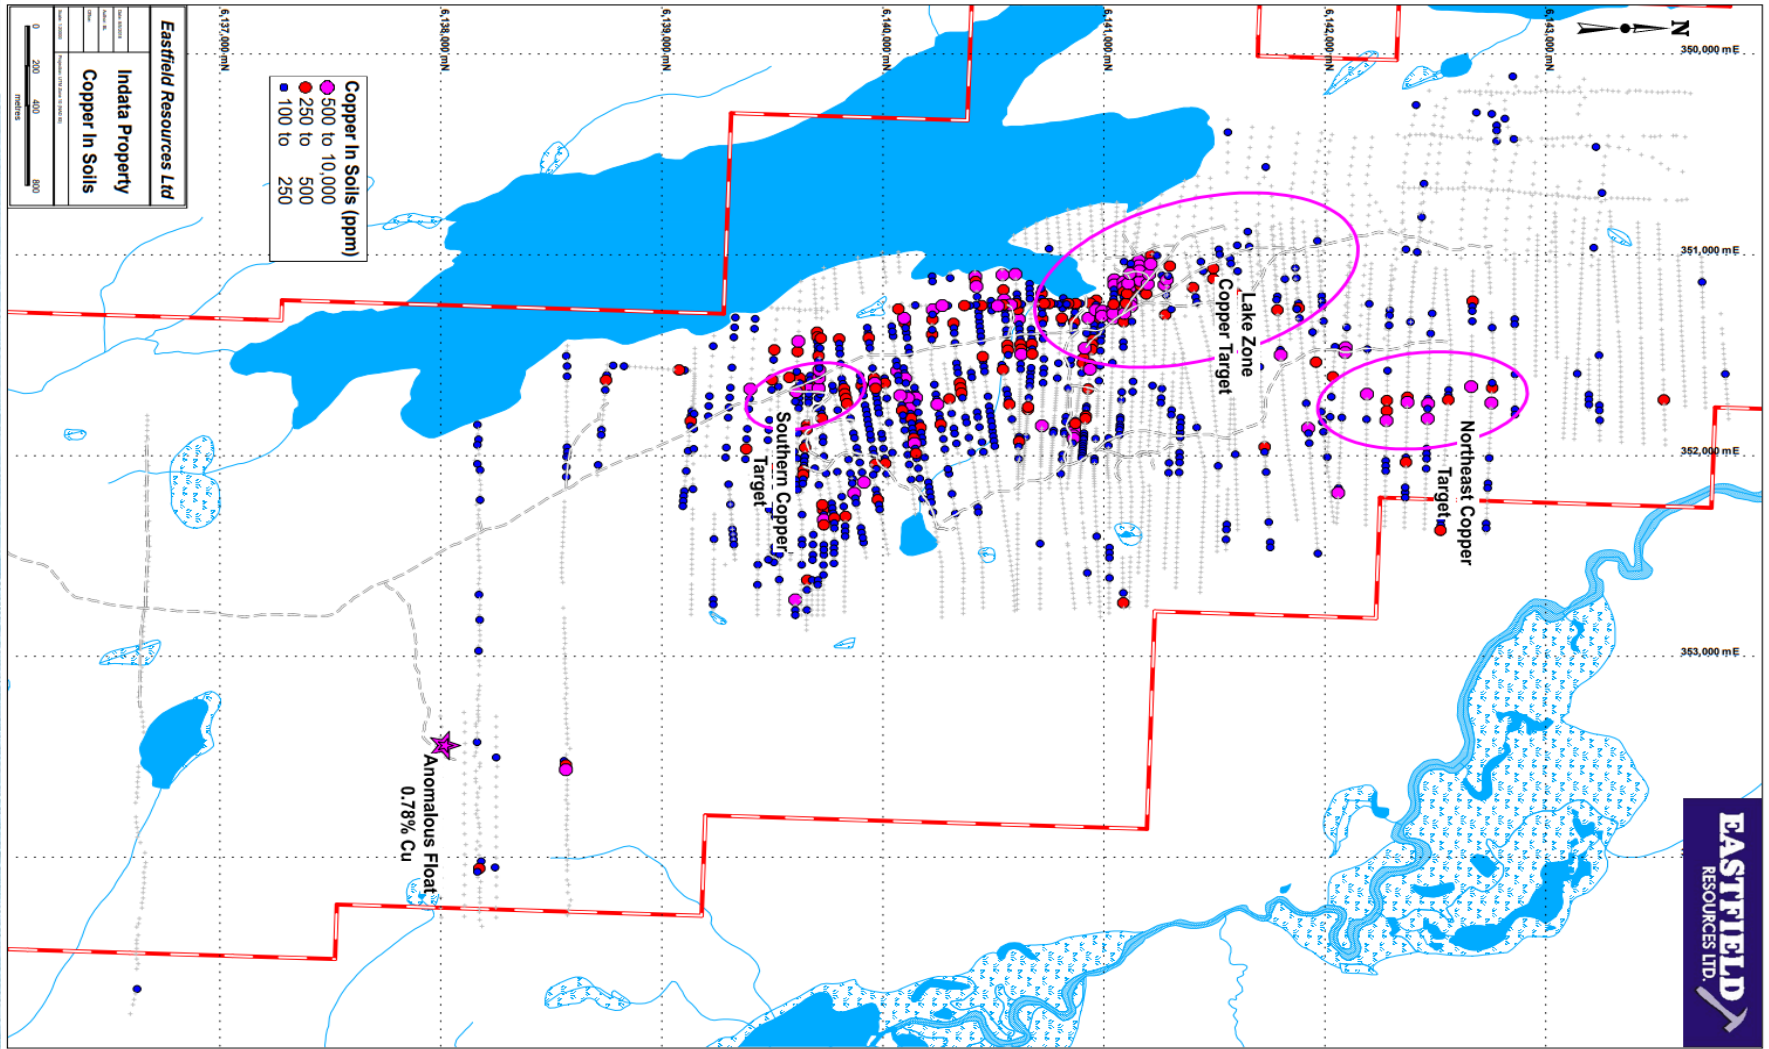 Eastfield Resources Ltd
Indata Property
Copper In Soils
0 200 400 800
metres
Copper In Soils (ppm)
500 to 10,000
250 to 500
100 to 250
N
6,137,000 mN
6,138,000 mN
6,139,000 mN
6,140,000 mN
6,141,000 mN
6,142,000 mN
6,143,000 mN
350,000 mE
351,000 mE
352,000 mE
353,000 mE
Lake Zone
Copper Target
Northeast Copper
Target
Southern Copper
Target
Anomalous Float
0.78% Cu
EASTFIELD
RESOURCES LTD.